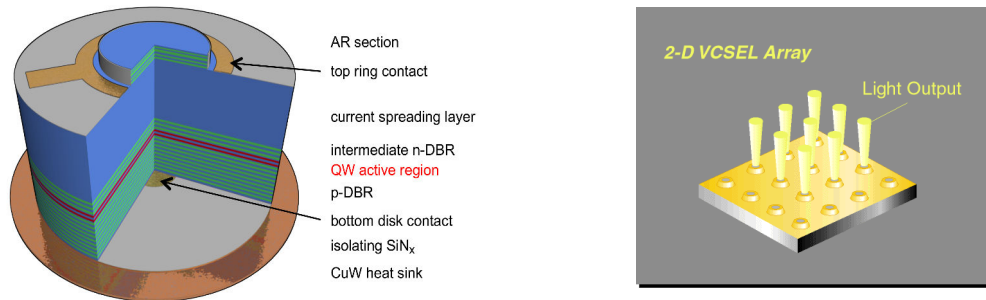 AR section
top ring contact
current spreading layer
intermediate n-DBR
QW active region
p-DBR
bottom disk contact
isolating SiNx
CuW heat sink
2-D VCSEL Array
Light Output